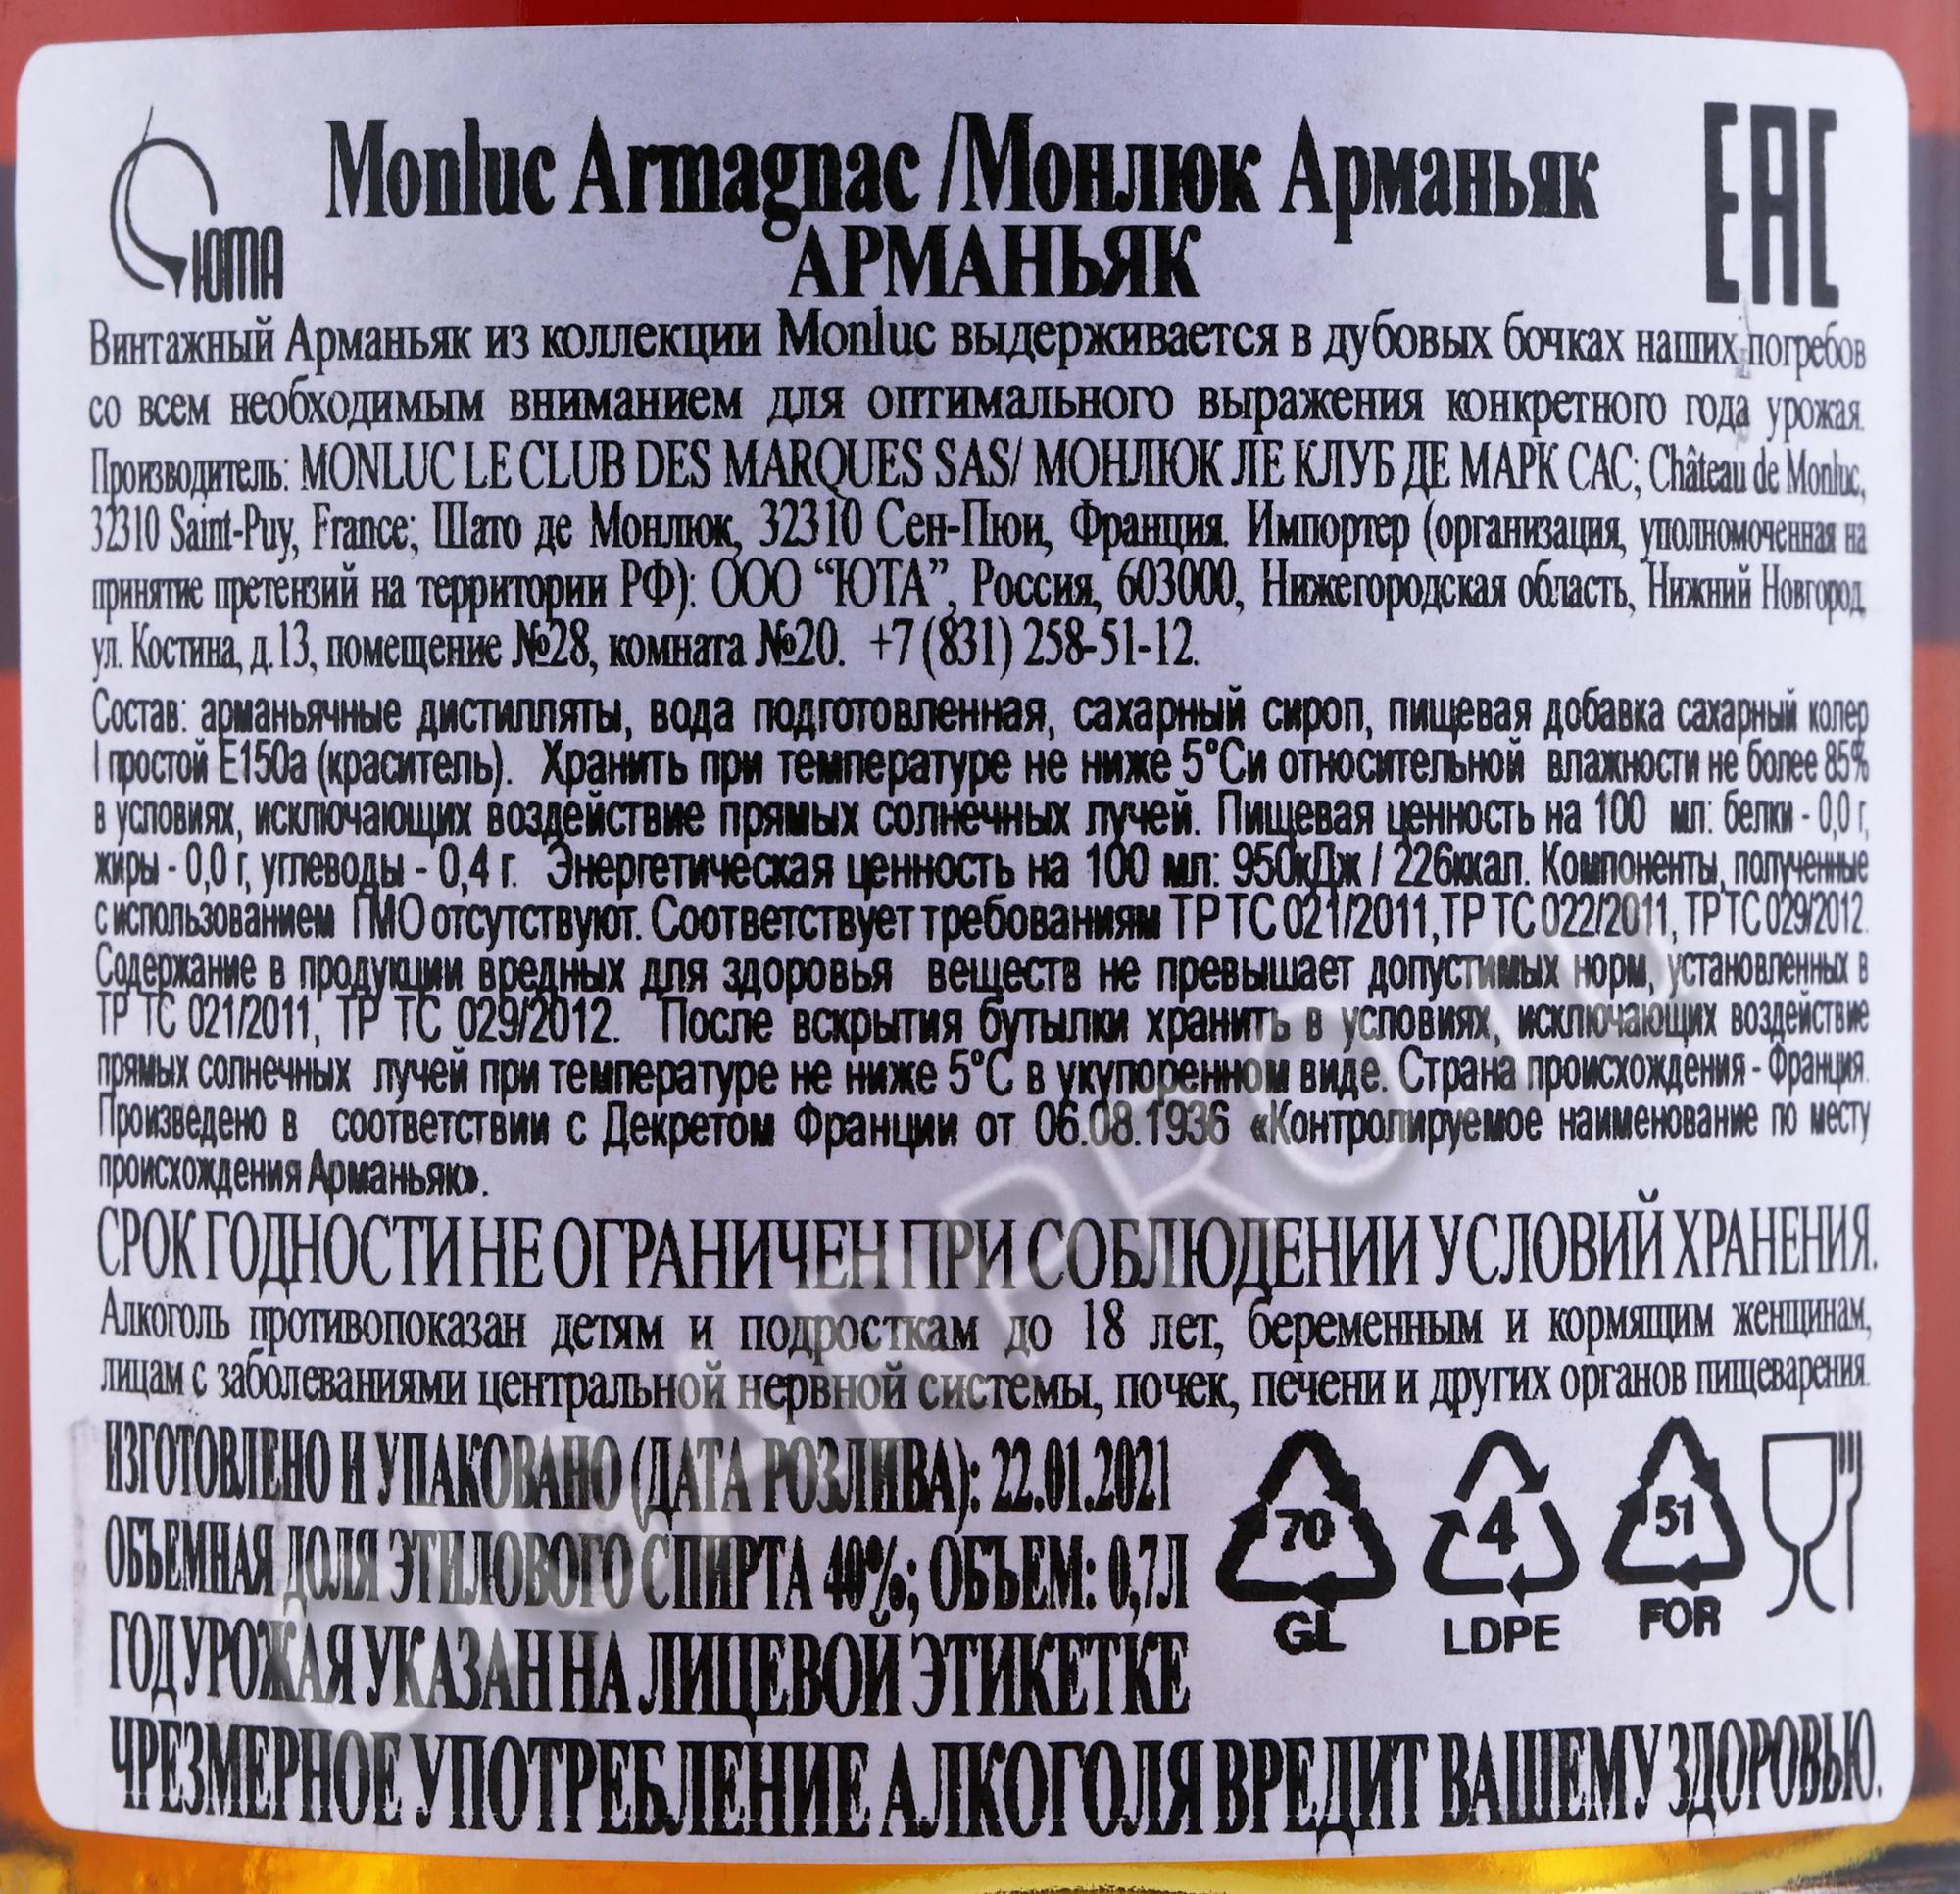 ЮТА
Monluc Armagnac /Монлюк Арманьяк
ЕАС
АРМАНЬЯК
Винтажный Арманьяк из коллекции Monluc выдерживается в дубовых бочках наших погребов
со всем необходимым вниманием для оптимального выражения конкретного года урожая.
Производитель: MONLUC LE CLUB DES MARQUES SAS/ МОНЛЮК ЛЕ КЛУБ ДЕ МАРК САС; Château de Monluc,
32310 Saint-Puy, France; Шато де Монлюк, 32310 Сен-Пюи, Франция. Импортер (организация, уполномоченная на
принятие претензий на территории РФ): ООО “ЮТА”, Россия, 603000, Нижегородская область, Нижний Новгород,
ул. Костина, д.13, помещение №28, комната №20. +7 (831) 258-51-12.
Состав: арманьячные дистилляты, вода подготовленная, сахарный сироп, пищевая добавка сахарный колер
I простой Е150а (краситель). Хранить при температуре не ниже 5°Си относительной влажности не более 85%
в условиях, исключающих воздействие прямых солнечных лучей. Пищевая ценность на 100 мл: белки - 0,0 г,
жиры - 0,0 г, углеводы - 0,4 г. Энергетическая ценность на 100 мл: 950кДж / 226ккал. Компоненты, полученные
с использованием ГМО отсутствуют. Соответствует требованиям ТР ТС 021/2011,ТР ТС 022/2011, ТР ТС 029/2012.
Содержание в продукции вредных для здоровья веществ не превышает допустимых норм, установленных в
ТР ТС 021/2011, ТР ТС 029/2012. После вскрытия бутылки хранить в условиях, исключающих воздействие
прямых солнечных лучей при температуре не ниже 5°С в укупоренном виде. Страна происхождения - Франция.
Произведено в соответствии с Декретом Франции от 06.08.1936 «Контролируемое наименование по месту
происхождения Арманьяк».
СРОК ГОДНОСТИ НЕ ОГРАНИЧЕН ПРИ СОБЛЮДЕНИИ УСЛОВИЙ ХРАНЕНИЯ.
Алкоголь противопоказан детям и подросткам до 18 лет, беременным и кормящим женщинам,
лицам с заболеваниями центральной нервной системы, почек, печени и других органов пищеварения.
ИЗГОТОВЛЕНО И УПАКОВАНО (ДАТА РОЗЛИВА): 22.01.2021
ОБЪЕМНАЯ ДОЛЯ ЭТИЛОВОГО СПИРТА 40%; ОБЪЕМ: 0,7Л
ГОД УРОЖАЯ УКАЗАН НА ЛИЦЕВОЙ ЭТИКЕТКЕ
70 4 51
GL LDPE FOR
ЧРЕЗМЕРНОЕ УПОТРЕБЛЕНИЕ АЛКОГОЛЯ ВРЕДИТ ВАШЕМУ ЗДОРОВЬЮ.
CIGARPRO.RU